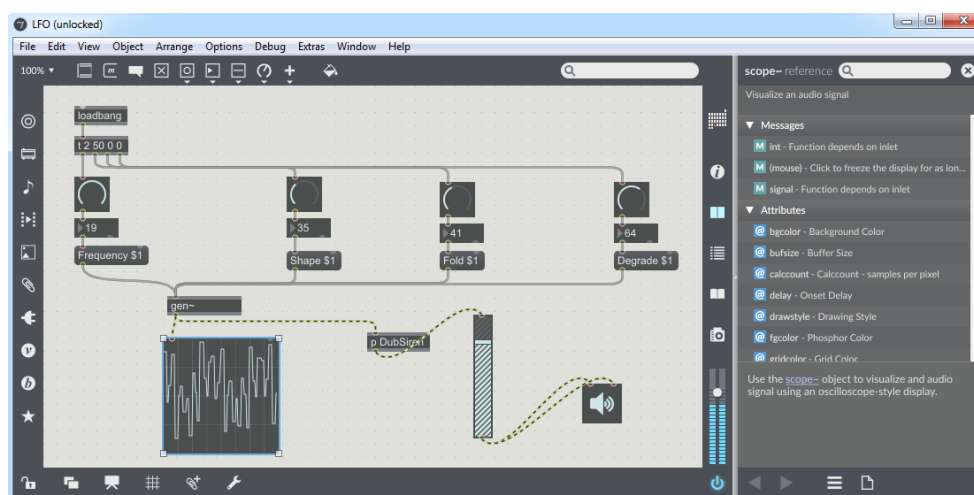 LFO (unlocked)
File Edit View Object Arrange Options Debug Extras Window Help
100%
loadbang
t 2 50 0 0
19
35
41
64
Frequency $1
Shape $1
Fold $1
Degrade $1
gen~
p DubSiren
scope~ reference
Visualize an audio signal
Messages
M int - Function depends on inlet
M (mouse) - Click to freeze the display for as lon...
M signal - Function depends on inlet
Attributes
@ bgcolor - Background Color
@ bufsize - Buffer Size
@ calccount - Calccount - samples per pixel
@ delay - Onset Delay
@ drawstyle - Drawing Style
@ fgcolor - Phosphor Color
@ gridcolor - Grid Color
Use the scope~ object to visualize and audio
signal using an oscilloscope-style display.